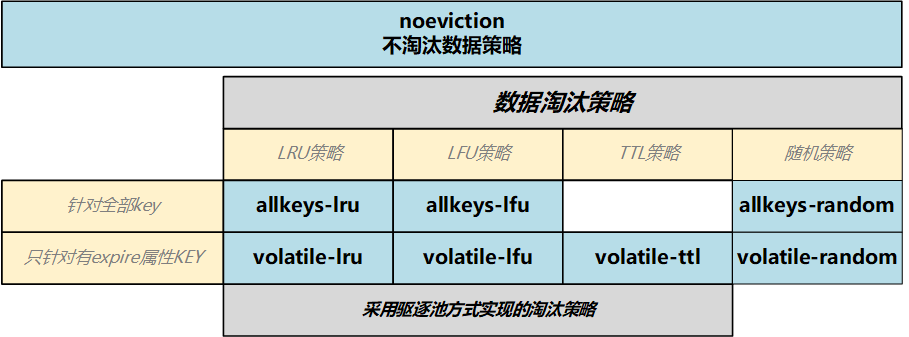 noeviction
不淘汰数据策略
数据淘汰策略
LRU策略
LFU策略
TTL策略
随机策略
针对全部key
allkeys-lru
allkeys-lfu
allkeys-random
只针对有expire属性KEY
volatile-lru
volatile-lfu
volatile-ttl
volatile-random
采用驱逐池方式实现的淘汰策略